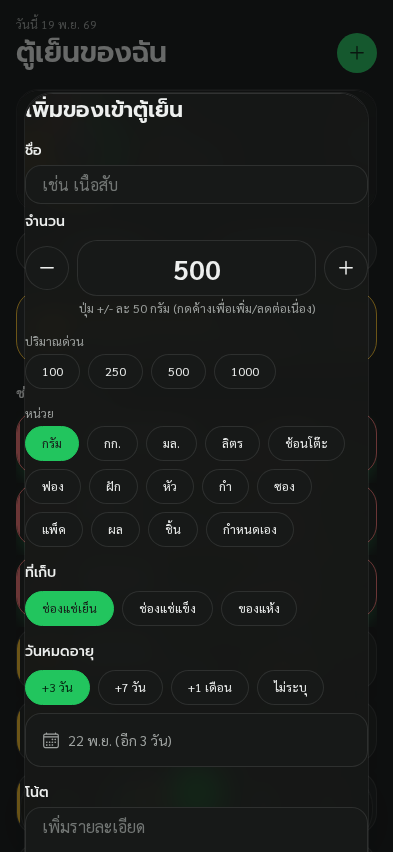 วันนี้ 19 พ.ย. 69
ตู้เย็นของฉัน
เพิ่มของเข้าตู้เย็น
ชื่อ
เช่น เนื้อสับ
จำนวน
500
ปุ่ม +/- ละ 50 กรัม (กดค้างเพื่อเพิ่ม/ลดต่อเนื่อง)
ปริมาณด่วน
100 250 500 1000
หน่วย
กรัม กก. มล. ลิตร ช้อนโต๊ะ
ฟอง ฝัก หัว กำ ซอง
แพ็ค ผล ชิ้น กำหนดเอง
ที่เก็บ
ช่องแช่เย็น ช่องแช่แข็ง ของแห้ง
วันหมดอายุ
+3 วัน +7 วัน +1 เดือน ไม่ระบุ
22 พ.ย. (อีก 3 วัน)
โน้ต
เพิ่มรายละเอียด